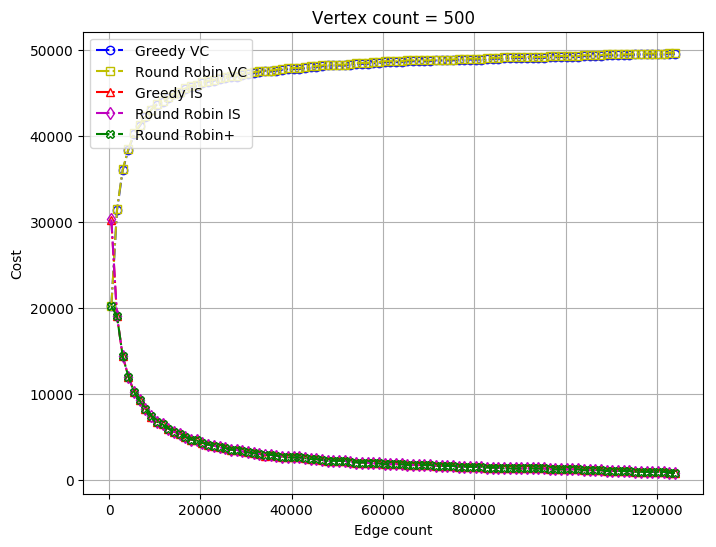 Vertex count = 500
Greedy VC
Round Robin VC
Greedy IS
Round Robin IS
Round Robin+
50000
40000
30000
20000
10000
0
Cost
0 20000 40000 60000 80000 100000 120000
Edge count